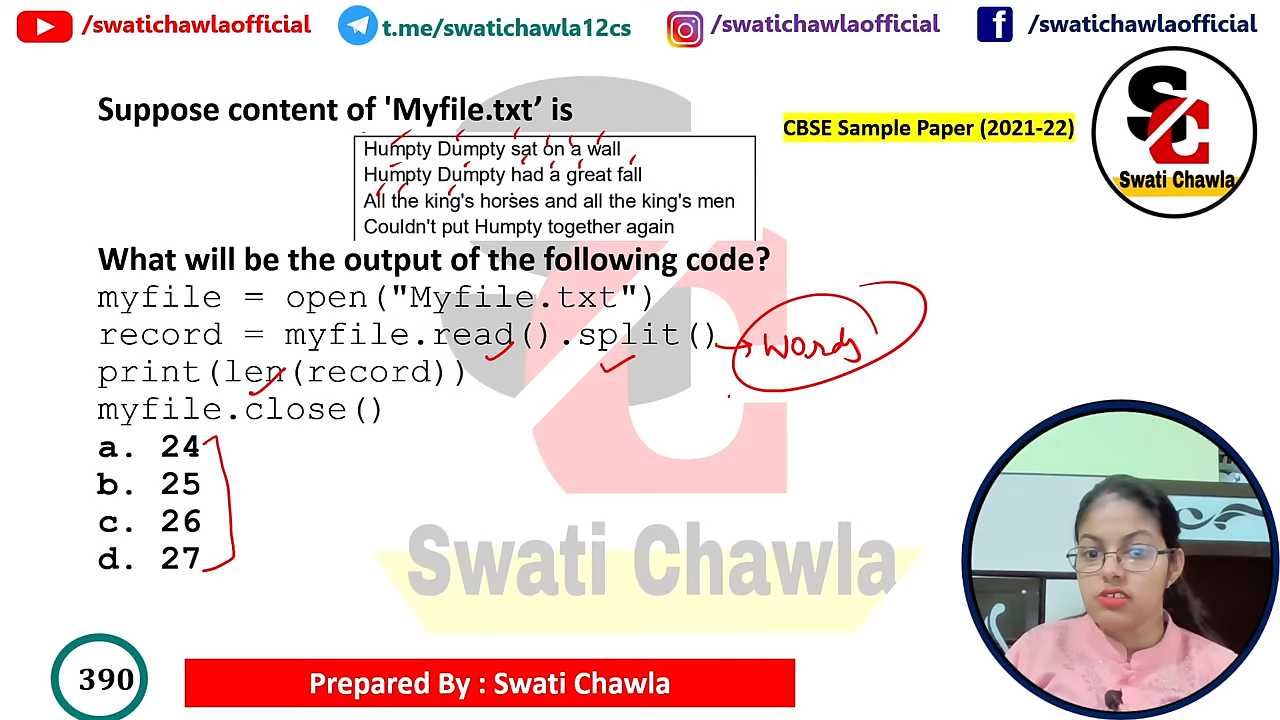 /swatichawlaofficial
t.me/swatichawla12cs
/swatichawlaofficial
/swatichawlaofficial
Suppose content of 'Myfile.txt’ is
CBSE Sample Paper (2021-22)
Swati Chawla
Humpty Dumpty sat on a wall
Humpty Dumpty had a great fall
All the king's horses and all the king's men
Couldn't put Humpty together again
What will be the output of the following code?
myfile = open("Myfile.txt")
record = myfile.read().split()
words
print(len(record))
myfile.close()
a. 24
b. 25
c. 26
d. 27
Swati Chawla
390
Prepared By : Swati Chawla